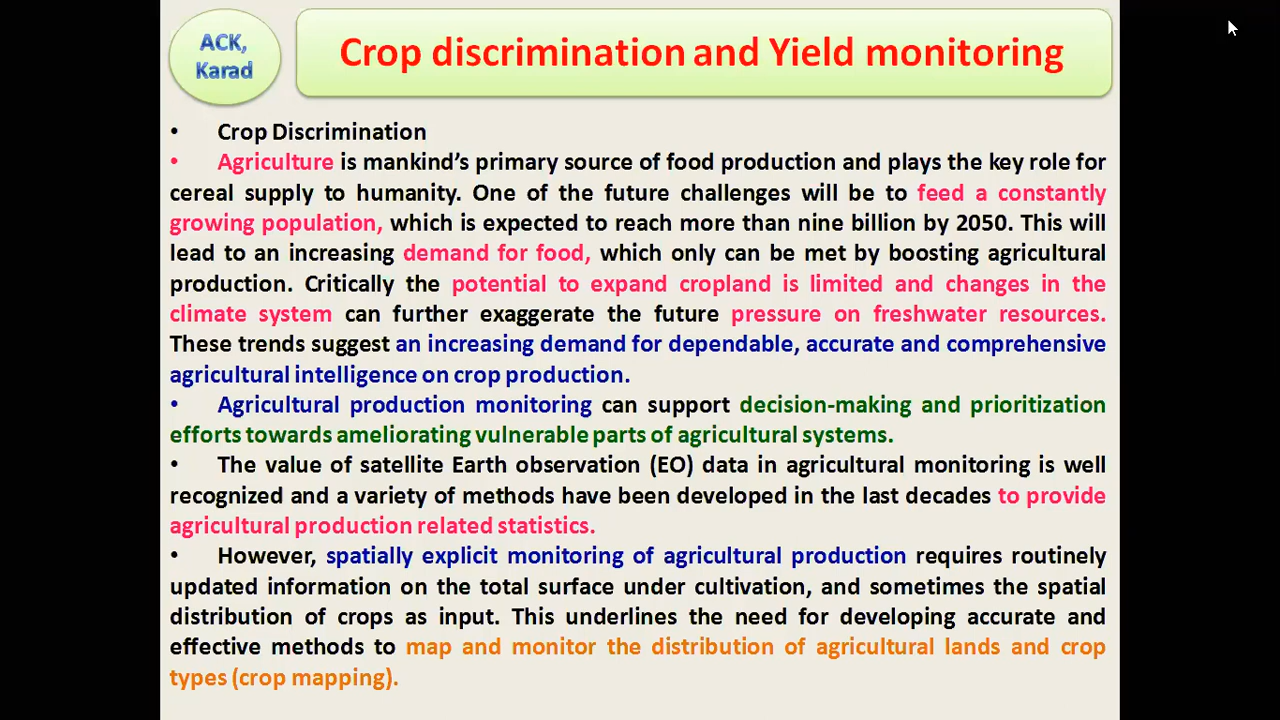 ACK,
Karad
Crop discrimination and Yield monitoring
• Crop Discrimination
• Agriculture is mankind's primary source of food production and plays the key role for
cereal supply to humanity. One of the future challenges will be to feed a constantly
growing population, which is expected to reach more than nine billion by 2050. This will
lead to an increasing demand for food, which only can be met by boosting agricultural
production. Critically the potential to expand cropland is limited and changes in the
climate system can further exaggerate the future pressure on freshwater resources.
These trends suggest an increasing demand for dependable, accurate and comprehensive
agricultural intelligence on crop production.
• Agricultural production monitoring can support decision-making and prioritization
efforts towards ameliorating vulnerable parts of agricultural systems.
• The value of satellite Earth observation (EO) data in agricultural monitoring is well
recognized and a variety of methods have been developed in the last decades to provide
agricultural production related statistics.
• However, spatially explicit monitoring of agricultural production requires routinely
updated information on the total surface under cultivation, and sometimes the spatial
distribution of crops as input. This underlines the need for developing accurate and
effective methods to map and monitor the distribution of agricultural lands and crop
types (crop mapping).